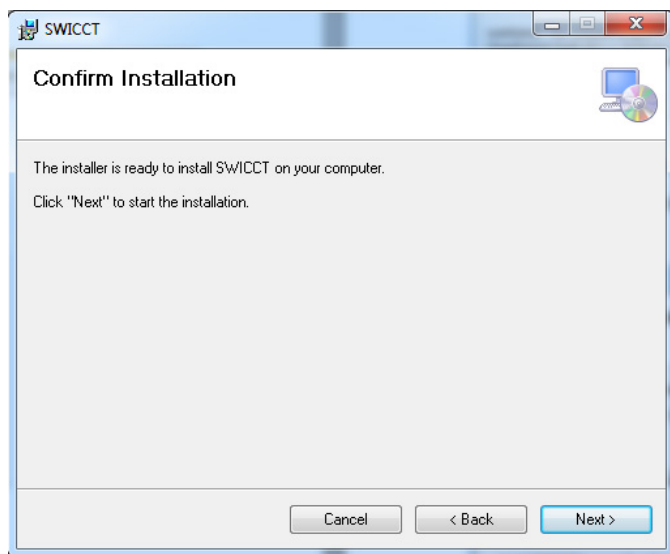 SWICCT
Confirm Installation
The installer is ready to install SWICCT on your computer.
Click "Next" to start the installation.
Cancel
< Back
Next >